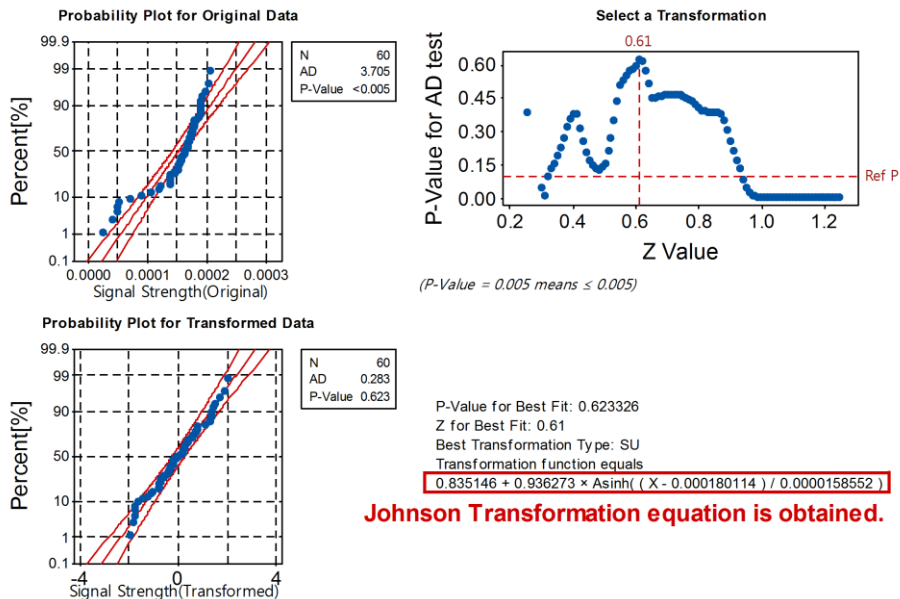 Probability Plot for Original Data
99.9
99
90
50
10
1
0.1
Percent[%]
0.0000 0.0001 0.0002 0.0003
Signal Strength(Original)
N 60
AD 3.705
P-Value <0.005
Select a Transformation
0.61
0.60
0.45
0.30
0.15
0.00
P-Value for AD test
Ref P
0.2 0.4 0.6 0.8 1.0 1.2
Z Value
(P-Value = 0.005 means ≤ 0.005)
Probability Plot for Transformed Data
99.9
99
90
50
10
1
0.1
Percent[%]
-4 0 4
Signal Strength(Transformed)
N 60
AD 0.283
P-Value 0.623
P-Value for Best Fit: 0.623326
Z for Best Fit: 0.61
Best Transformation Type: SU
Transformation function equals
0.835146 + 0.936273 × Asinh( ( X - 0.000180114 ) / 0.0000158552 )
Johnson Transformation equation is obtained.